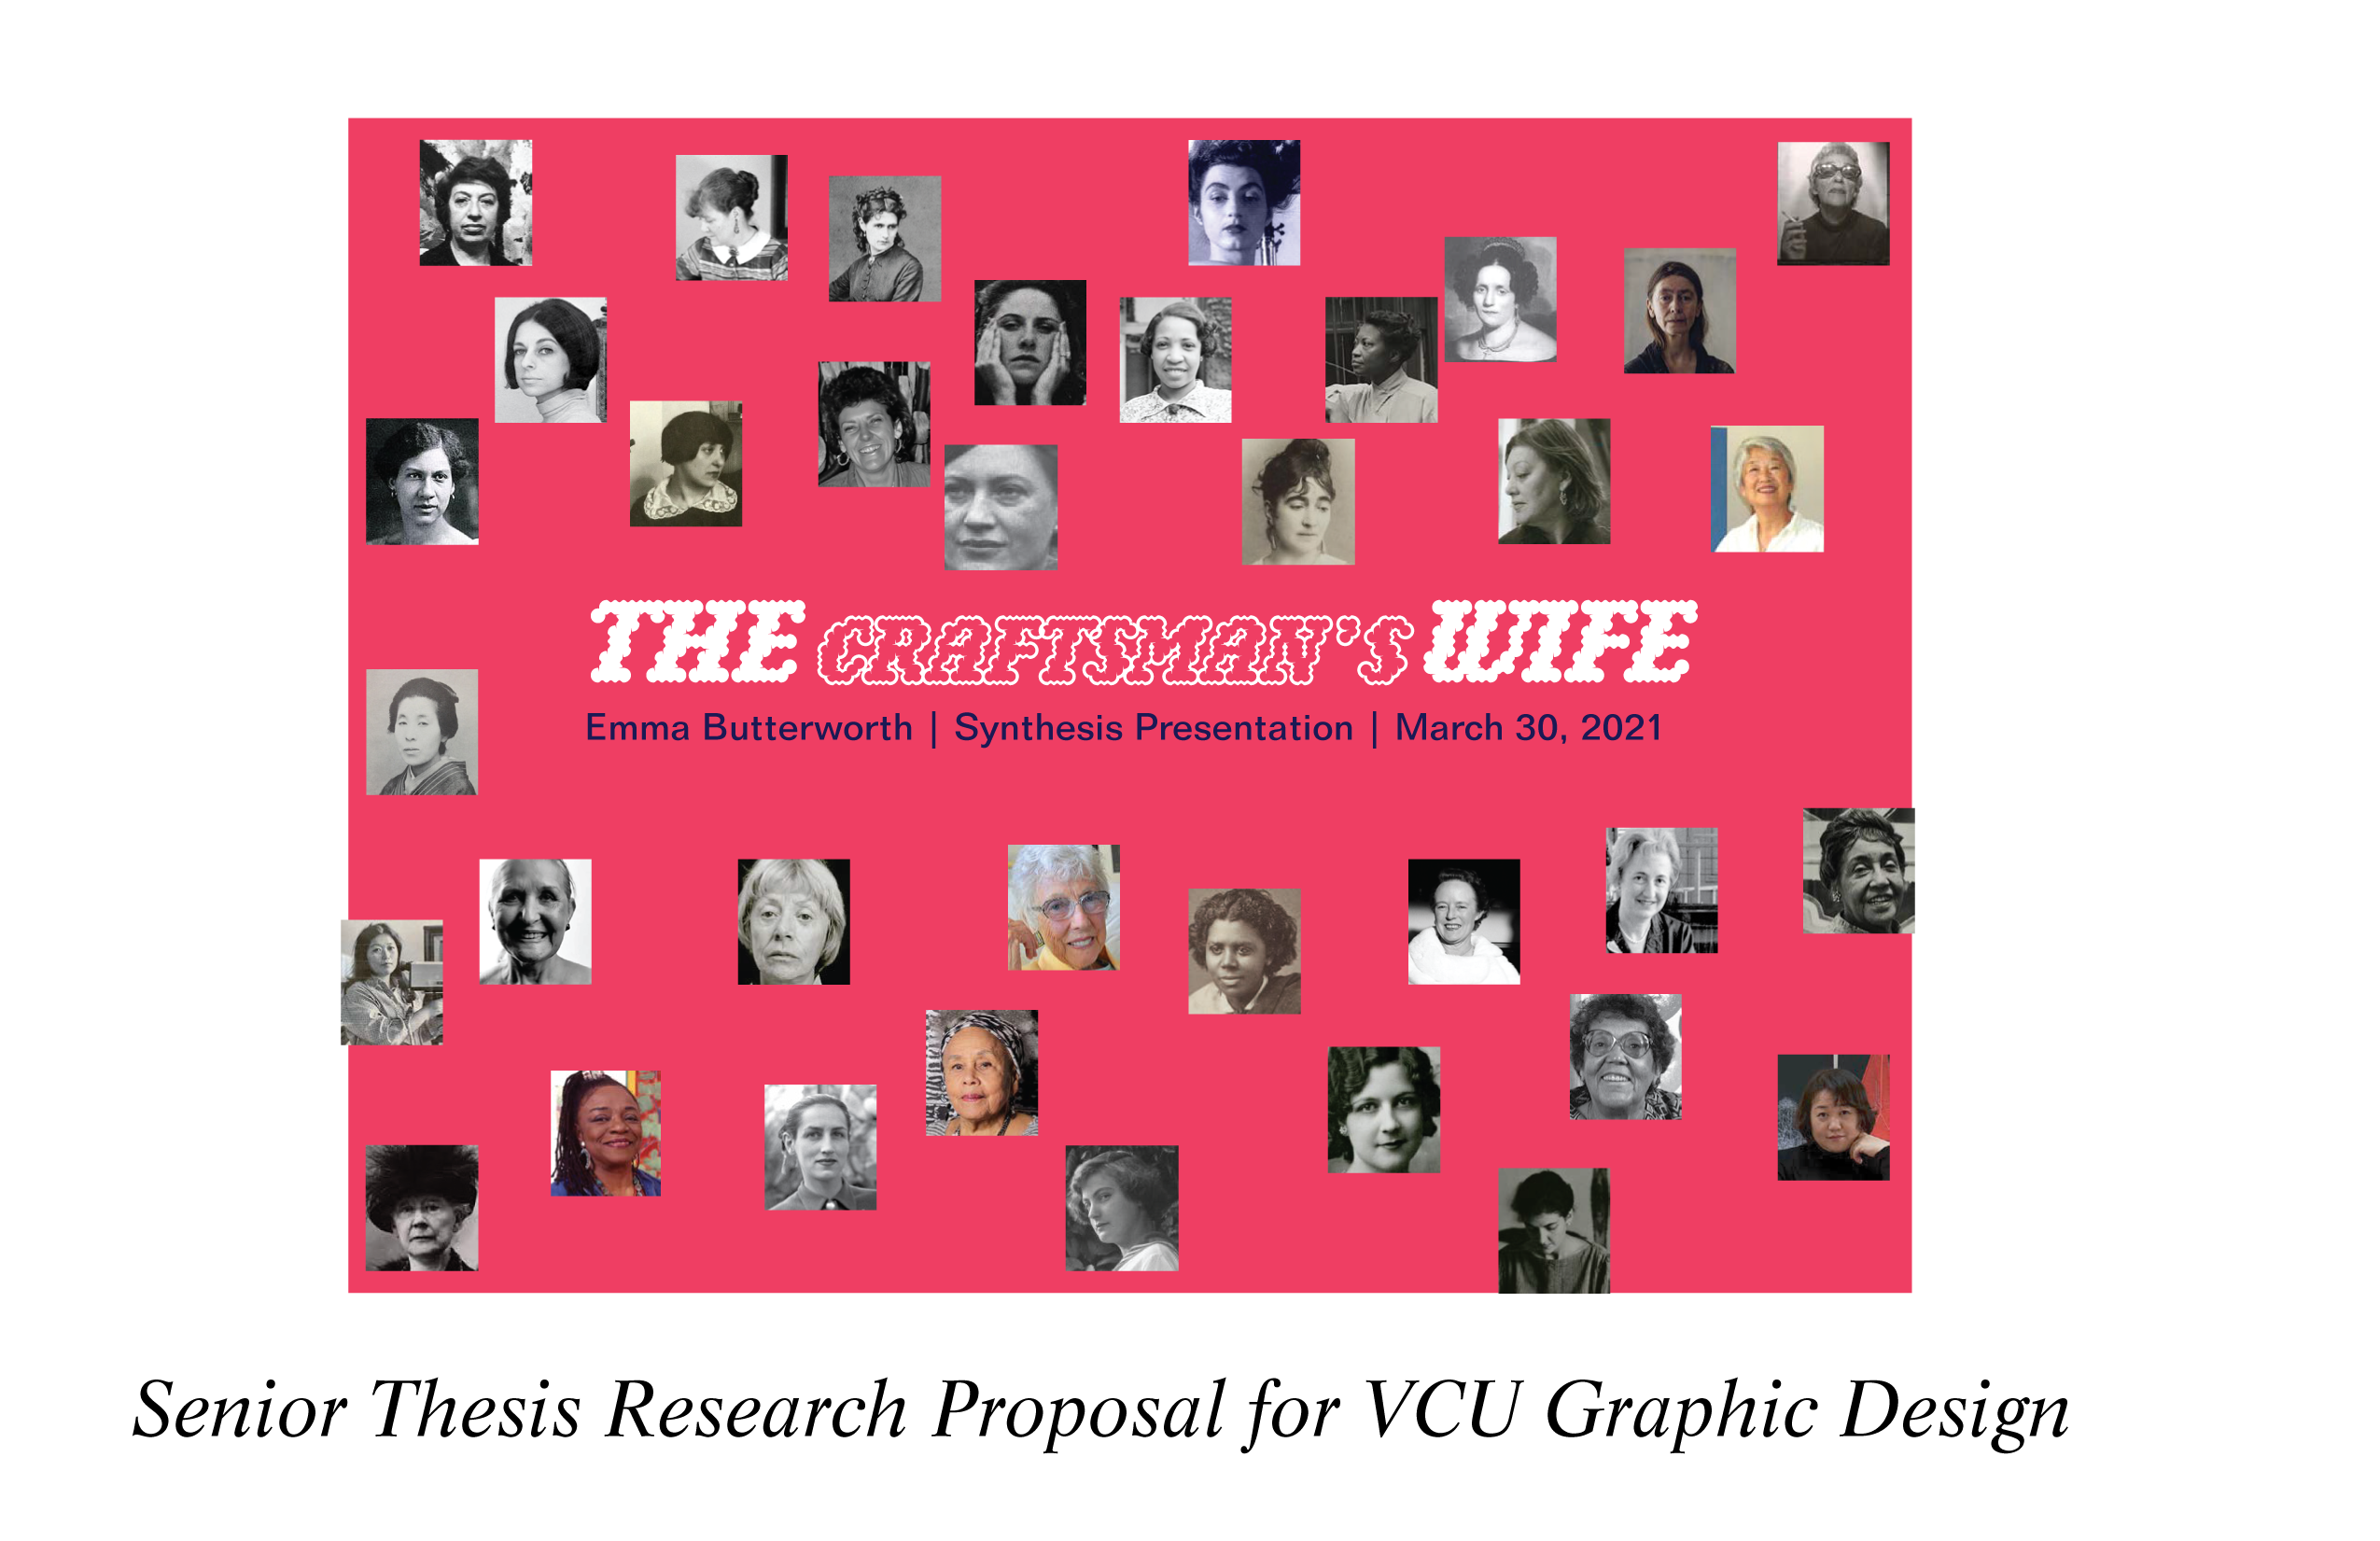 THE CRAFTSMAN'S WIFE
Emma Butterworth | Synthesis Presentation | March 30, 2021
Senior Thesis Research Proposal for VCU Graphic Design